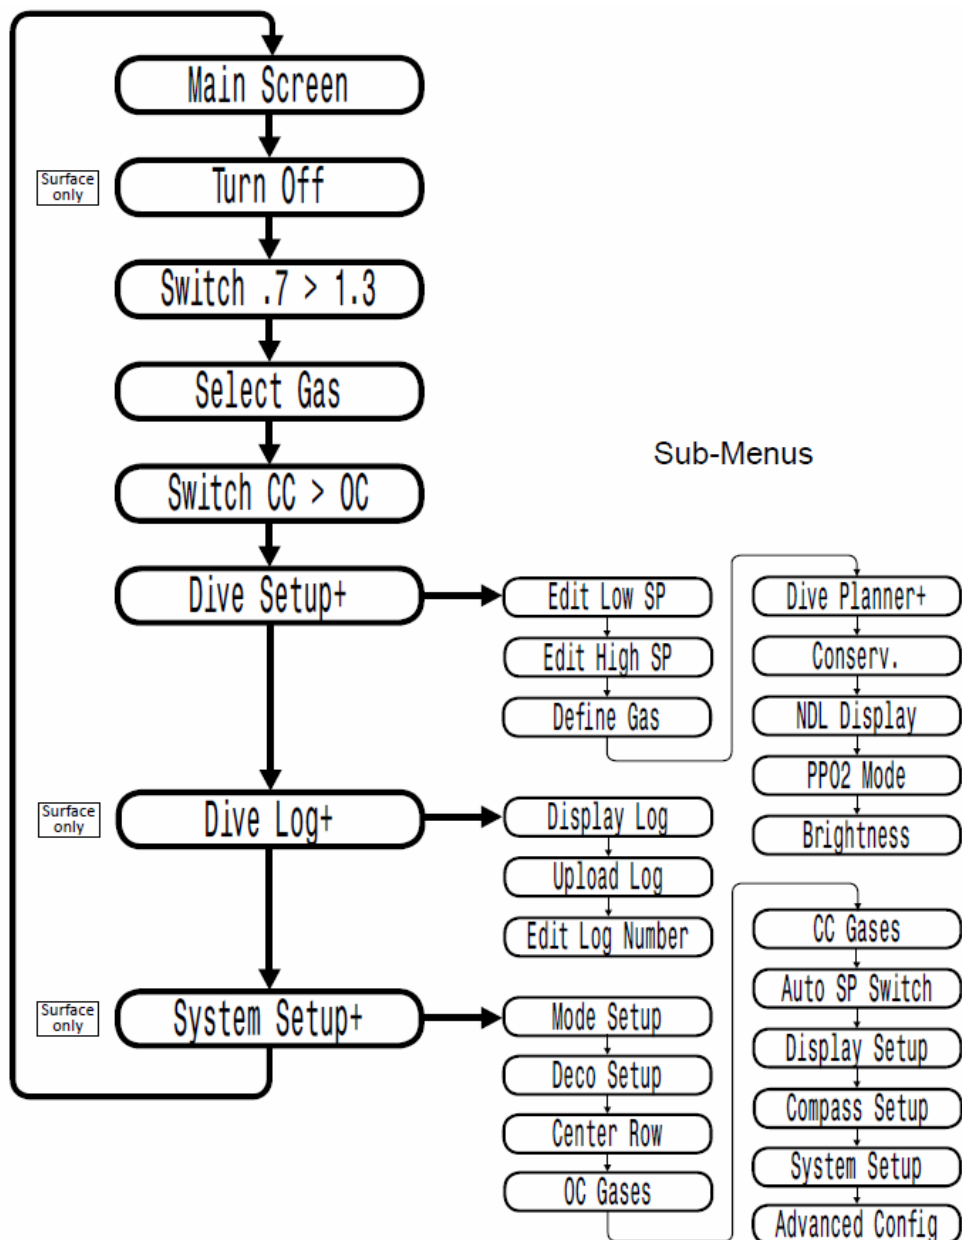 Main Screen
Surface
only
Turn Off
Switch .7 > 1.3
Select Gas
Switch CC > OC
Sub-Menus
Dive Setup+
Edit Low SP
Edit High SP
Define Gas
Dive Planner+
Conserv.
NDL Display
PPO2 Mode
Brightness
Surface
only
Dive Log+
Display Log
Upload Log
Edit Log Number
Surface
only
System Setup+
Mode Setup
Deco Setup
Center Row
OC Gases
CC Gases
Auto SP Switch
Display Setup
Compass Setup
System Setup
Advanced Config